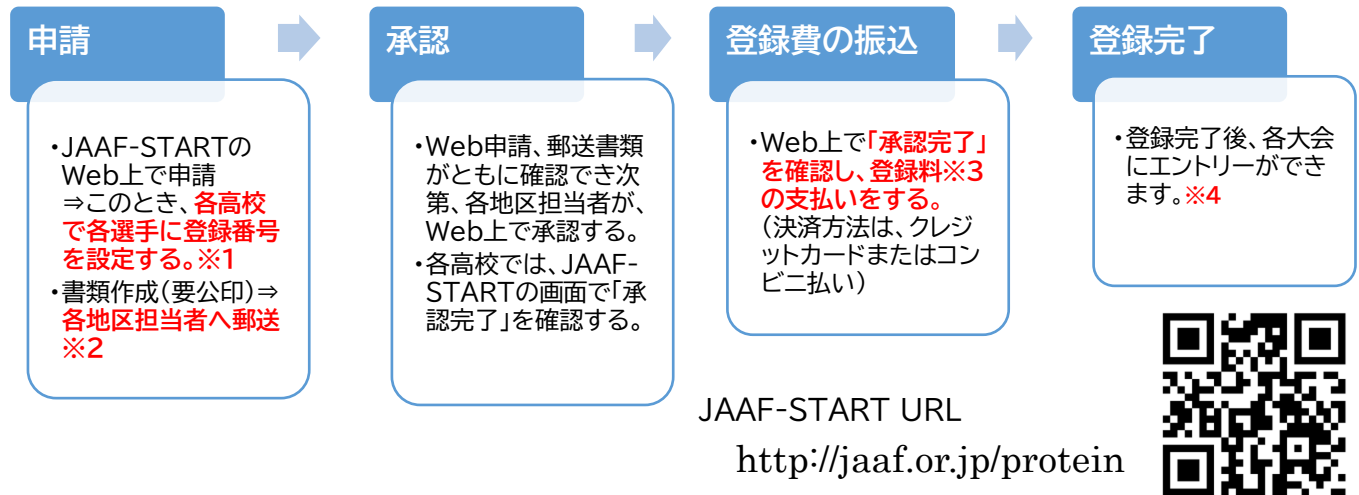 申請
・JAAF-STARTの
Web上で申請
⇒このとき、各高校
で各選手に登録番号
を設定する。※1
・書類作成(要公印)⇒
各地区担当者へ郵送
※2
承認
・Web申請、郵送書類
がともに確認でき次
第、各地区担当者が、
Web上で承認する。
・各高校では、JAAF-
STARTの画面で「承
認完了」を確認する。
登録費の振込
・Web上で「承認完了」
を確認し、登録料※3
の支払いをする。
(決済方法は、クレジ
ットカードまたはコン
ビニ払い)
登録完了
・登録完了後、各大会
にエントリーができ
ます。※4
JAAF-START URL
http://jaaf.or.jp/protein